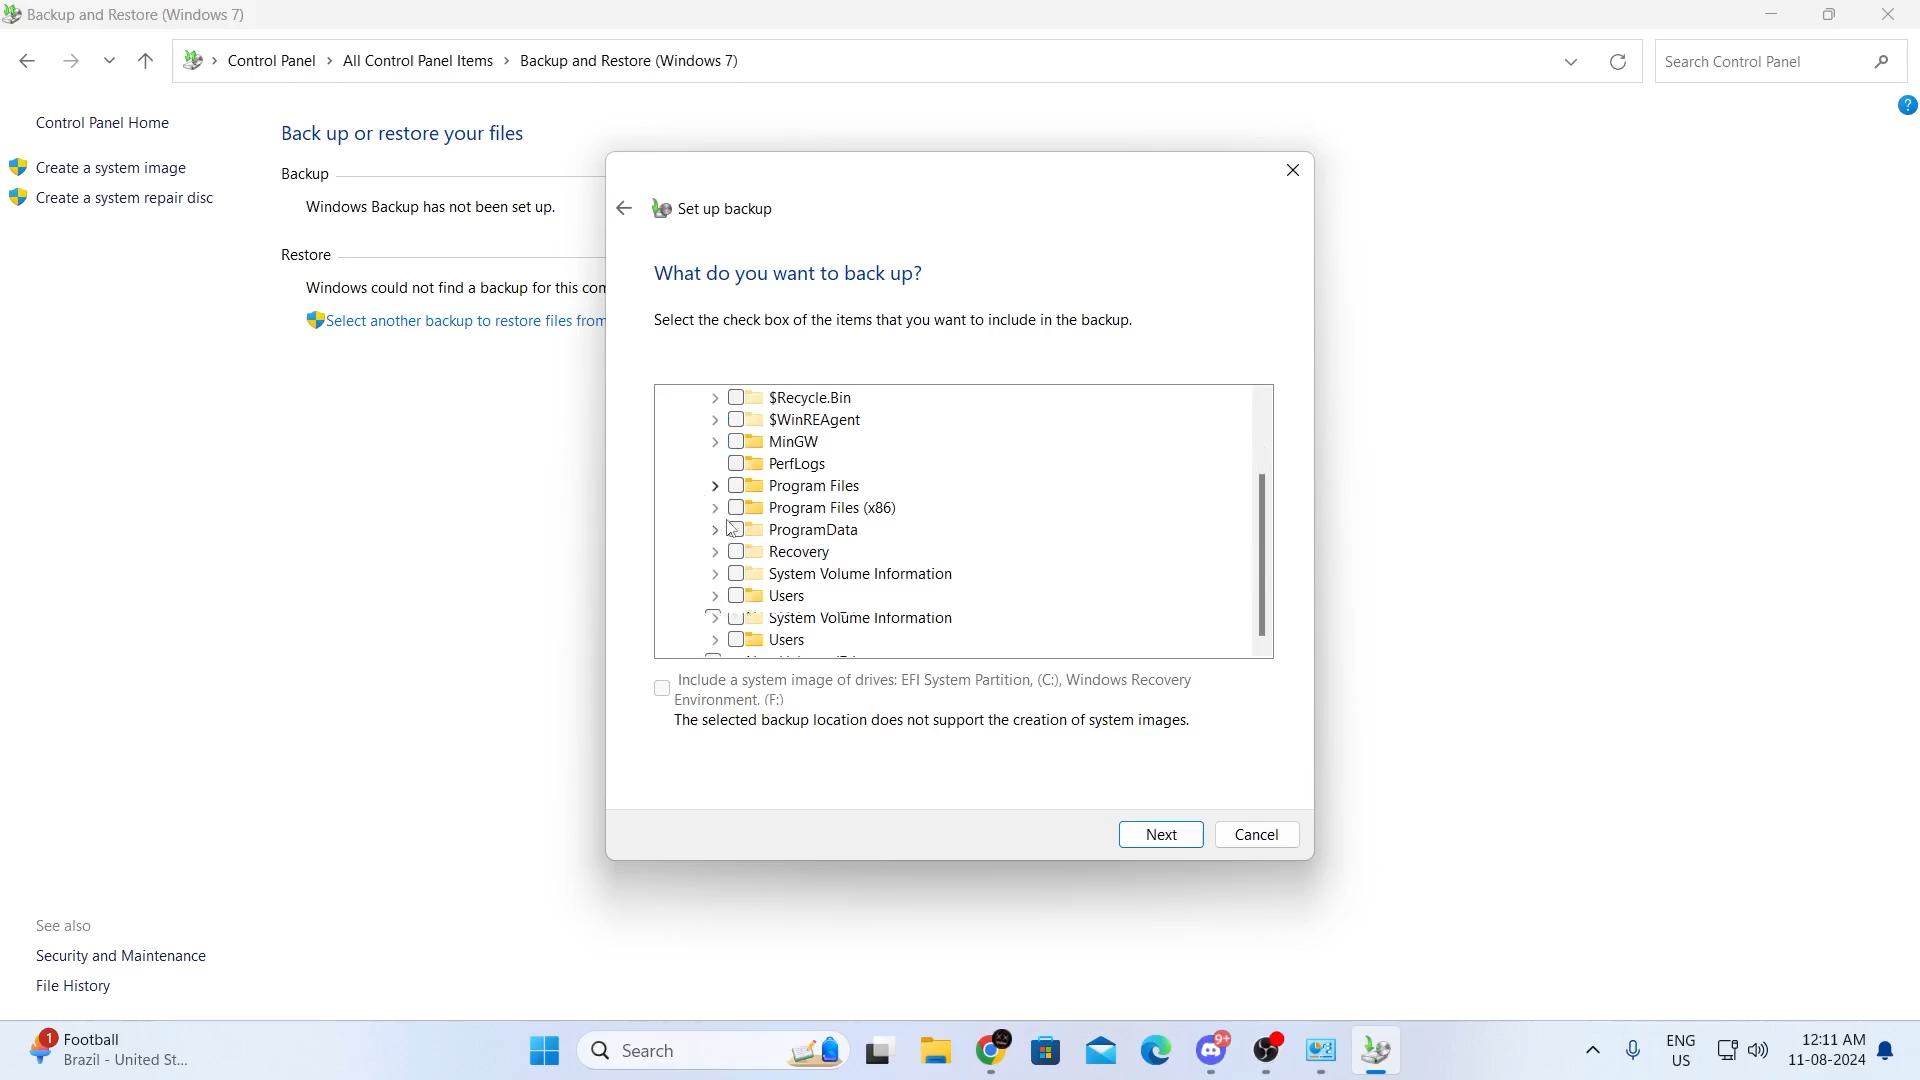 Backup and Restore (Windows 7)
Control Panel > All Control Panel Items > Backup and Restore (Windows 7)
Search Control Panel
?
Control Panel Home
Create a system image
Create a system repair disc
Back up or restore your files
Backup
Windows Backup has not been set up.
Restore
Windows could not find a backup for this com
Select another backup to restore files from
Set up backup
What do you want to back up?
Select the check box of the items that you want to include in the backup.
$Recycle.Bin
$WinREAgent
MinGW
PerfLogs
Program Files
Program Files (x86)
ProgramData
Recovery
System Volume Information
Users
System Volume Information
Users
Include a system image of drives: EFI System Partition, (C:), Windows Recovery
Environment, (F:)
The selected backup location does not support the creation of system images.
Next
Cancel
See also
Security and Maintenance
File History
1
Football
Brazil - United St...
Search
9+
ENG
US
12:11 AM
11-08-2024